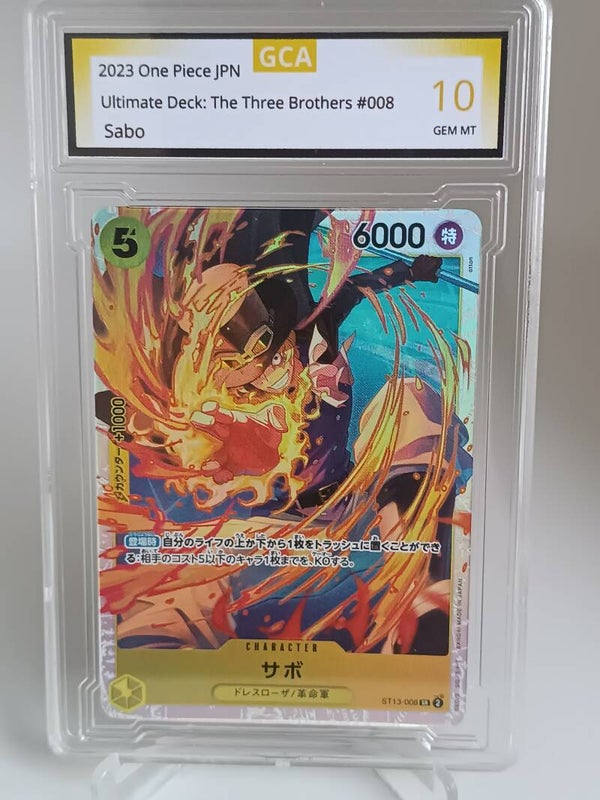 GCA
2023 One Piece JPN
Ultimate Deck: The Three Brothers #008
Sabo
10
GEM MT
5
6000
特
カウンター +1000
登場時 自分のライフの上か下から1枚をトラッシュに置くことができ
る:相手のコスト5以下のキャラ1枚までを、KOする。
CHARACTER
サボ
ドレスローザ/革命軍
ST13-008 SR 2